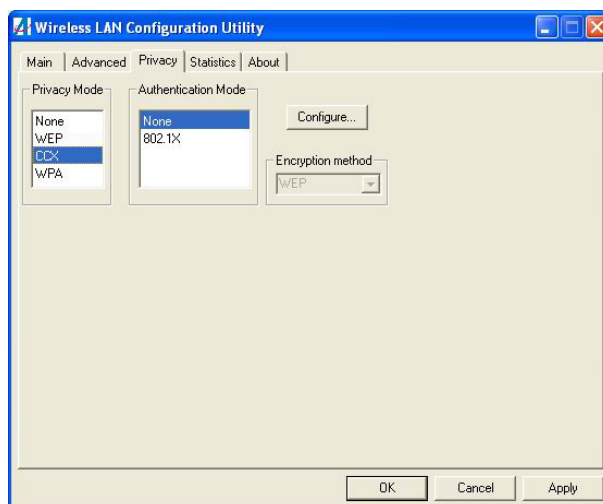 Wireless LAN Configuration Utility
Main Advanced Privacy Statistics About
Privacy Mode
None
WEP
CCX
WPA
Authentication Mode
None
802.1X
Configure...
Encryption method
WEP
OK Cancel Apply